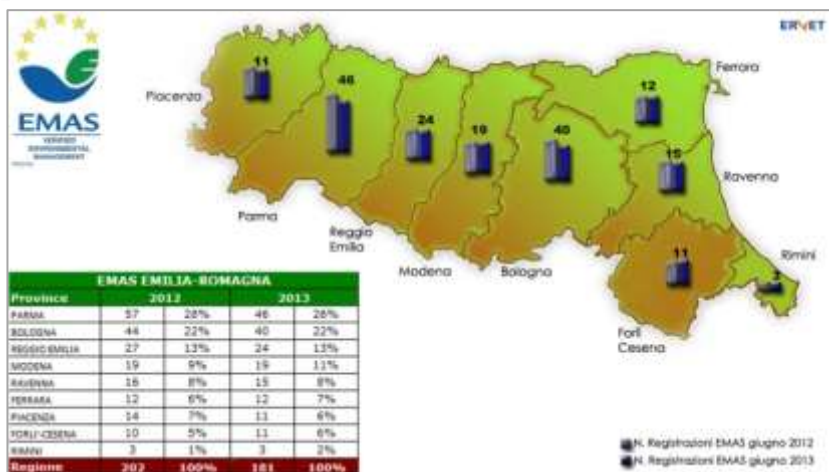 ERVET
EMAS
VERIFIED
ENVIRONMENTAL
MANAGEMENT
Piacenza
11
Parma
46
Reggio
Emilia
24
Modena
19
Bologna
40
Ferrara
12
Ravenna
15
Forlì
Cesena
11
Rimini
3
EMAS EMILIA-ROMAGNA
Province 2012 2013
PARMA 57 28% 46 26%
BOLOGNA 44 22% 40 22%
REGGIO EMILIA 27 13% 24 13%
MODENA 19 9% 19 11%
RAVENNA 16 8% 15 8%
FERRARA 12 6% 12 7%
PIACENZA 14 7% 11 6%
FORLI'-CESENA 10 5% 11 6%
RIMINI 3 1% 3 2%
Regione 202 100% 181 100%
N. Registrazioni EMAS giugno 2012
N. Registrazioni EMAS giugno 2013